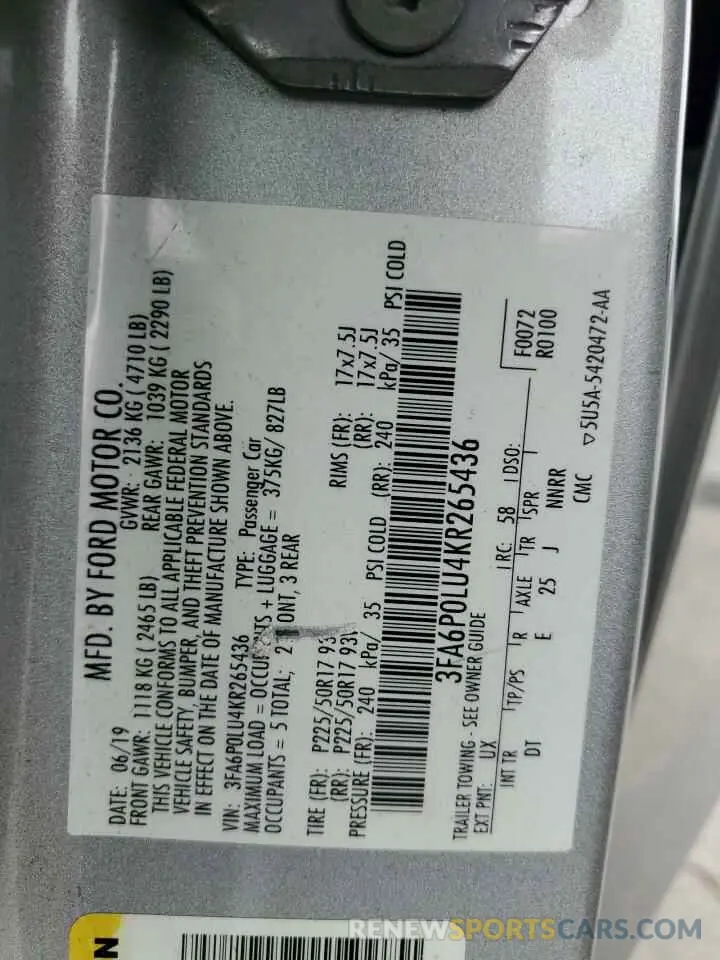 MFD. BY FORD MOTOR CO.
DATE: 06/19 GVWR: 2136 KG ( 4710 LB)
FRONT GAWR: 1118 KG ( 2465 LB) REAR GAWR: 1039 KG ( 2290 LB)
THIS VEHICLE CONFORMS TO ALL APPLICABLE FEDERAL MOTOR
VEHICLE SAFETY, BUMPER, AND THEFT PREVENTION STANDARDS
IN EFFECT ON THE DATE OF MANUFACTURE SHOWN ABOVE.
VIN: 3FA6P0LU4KR265436 TYPE: Passenger Car
MAXIMUM LOAD = + LUGGAGE = 375KG/ 827LB
OCCUPANTS = 5 TOTAL; 2 3 REAR
TIRE (FR): P225/50R17 RIMS (FR): 17x7.5J
(RR): P225/50R17 (RR): 17x7.5J
PRESSURE (FR): 240 kPa/ 35 PSI COLD (RR): 240 kPa/ 35 PSI COLD
3FA6P0LU4KR265436
TRAILER TOWING - SEE OWNER GUIDE
EXT PNT: UX RC: 58 DSO: F0072
R0100
INT TR TP/PS R AXLE TR SPR
DT E 25 J NNRR
CMC ▽5U5A-5420472-AA
N
RENEWSPORTSCARS.COM